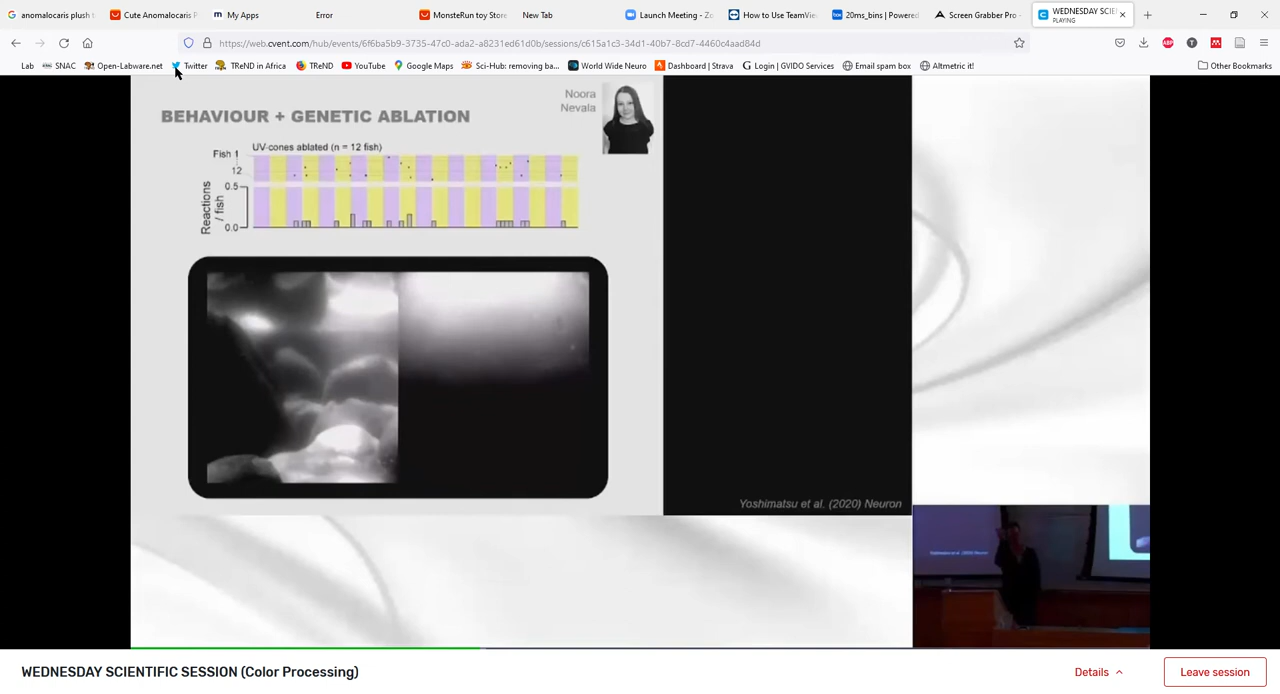 anomalocaris plush t
Cute Anomalocaris P
My Apps
Error
MonsteRun toy Store
New Tab
Launch Meeting - Zo
How to Use TeamVie
20ms_bins | Powered
Screen Grabber Pro -
WEDNESDAY SCIE
PLAYING
https://web.cvent.com/hub/events/6f6ba5b9-3735-47c0-ada2-a8231ed61d0b/sessions/c615a1c3-34d1-40b7-8cd7-4460c4aad84d
Lab
SNAC
Open-Labware.net
Twitter
TReND in Africa
TReND
YouTube
Google Maps
Sci-Hub: removing ba...
World Wide Neuro
Dashboard | Strava
Login | GVIDO Services
Email spam box
Altmetric it!
Other Bookmarks
Noora
Nevala
BEHAVIOUR + GENETIC ABLATION
UV-cones ablated (n = 12 fish)
Fish 1
12
0.5
Reactions
/ fish
0.0
Yoshimatsu et al. (2020) Neuron
WEDNESDAY SCIENTIFIC SESSION (Color Processing)
Details
Leave session